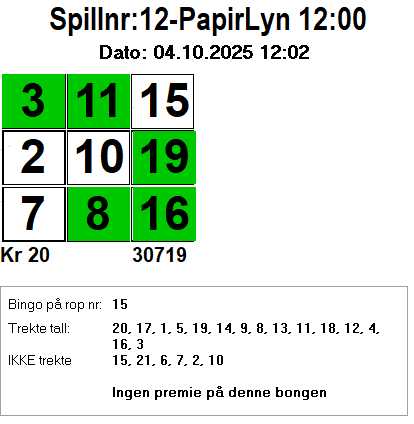 Spillnr:12-PapirLyn 12:00
Dato: 04.10.2025 12:02
3 11 15
2 10 19
7 8 16
Kr 20 30719
Bingo på rop nr: 15
Trekte tall: 20, 17, 1, 5, 19, 14, 9, 8, 13, 11, 18, 12, 4,
16, 3
IKKE trekte 15, 21, 6, 7, 2, 10
Ingen premie på denne bongen